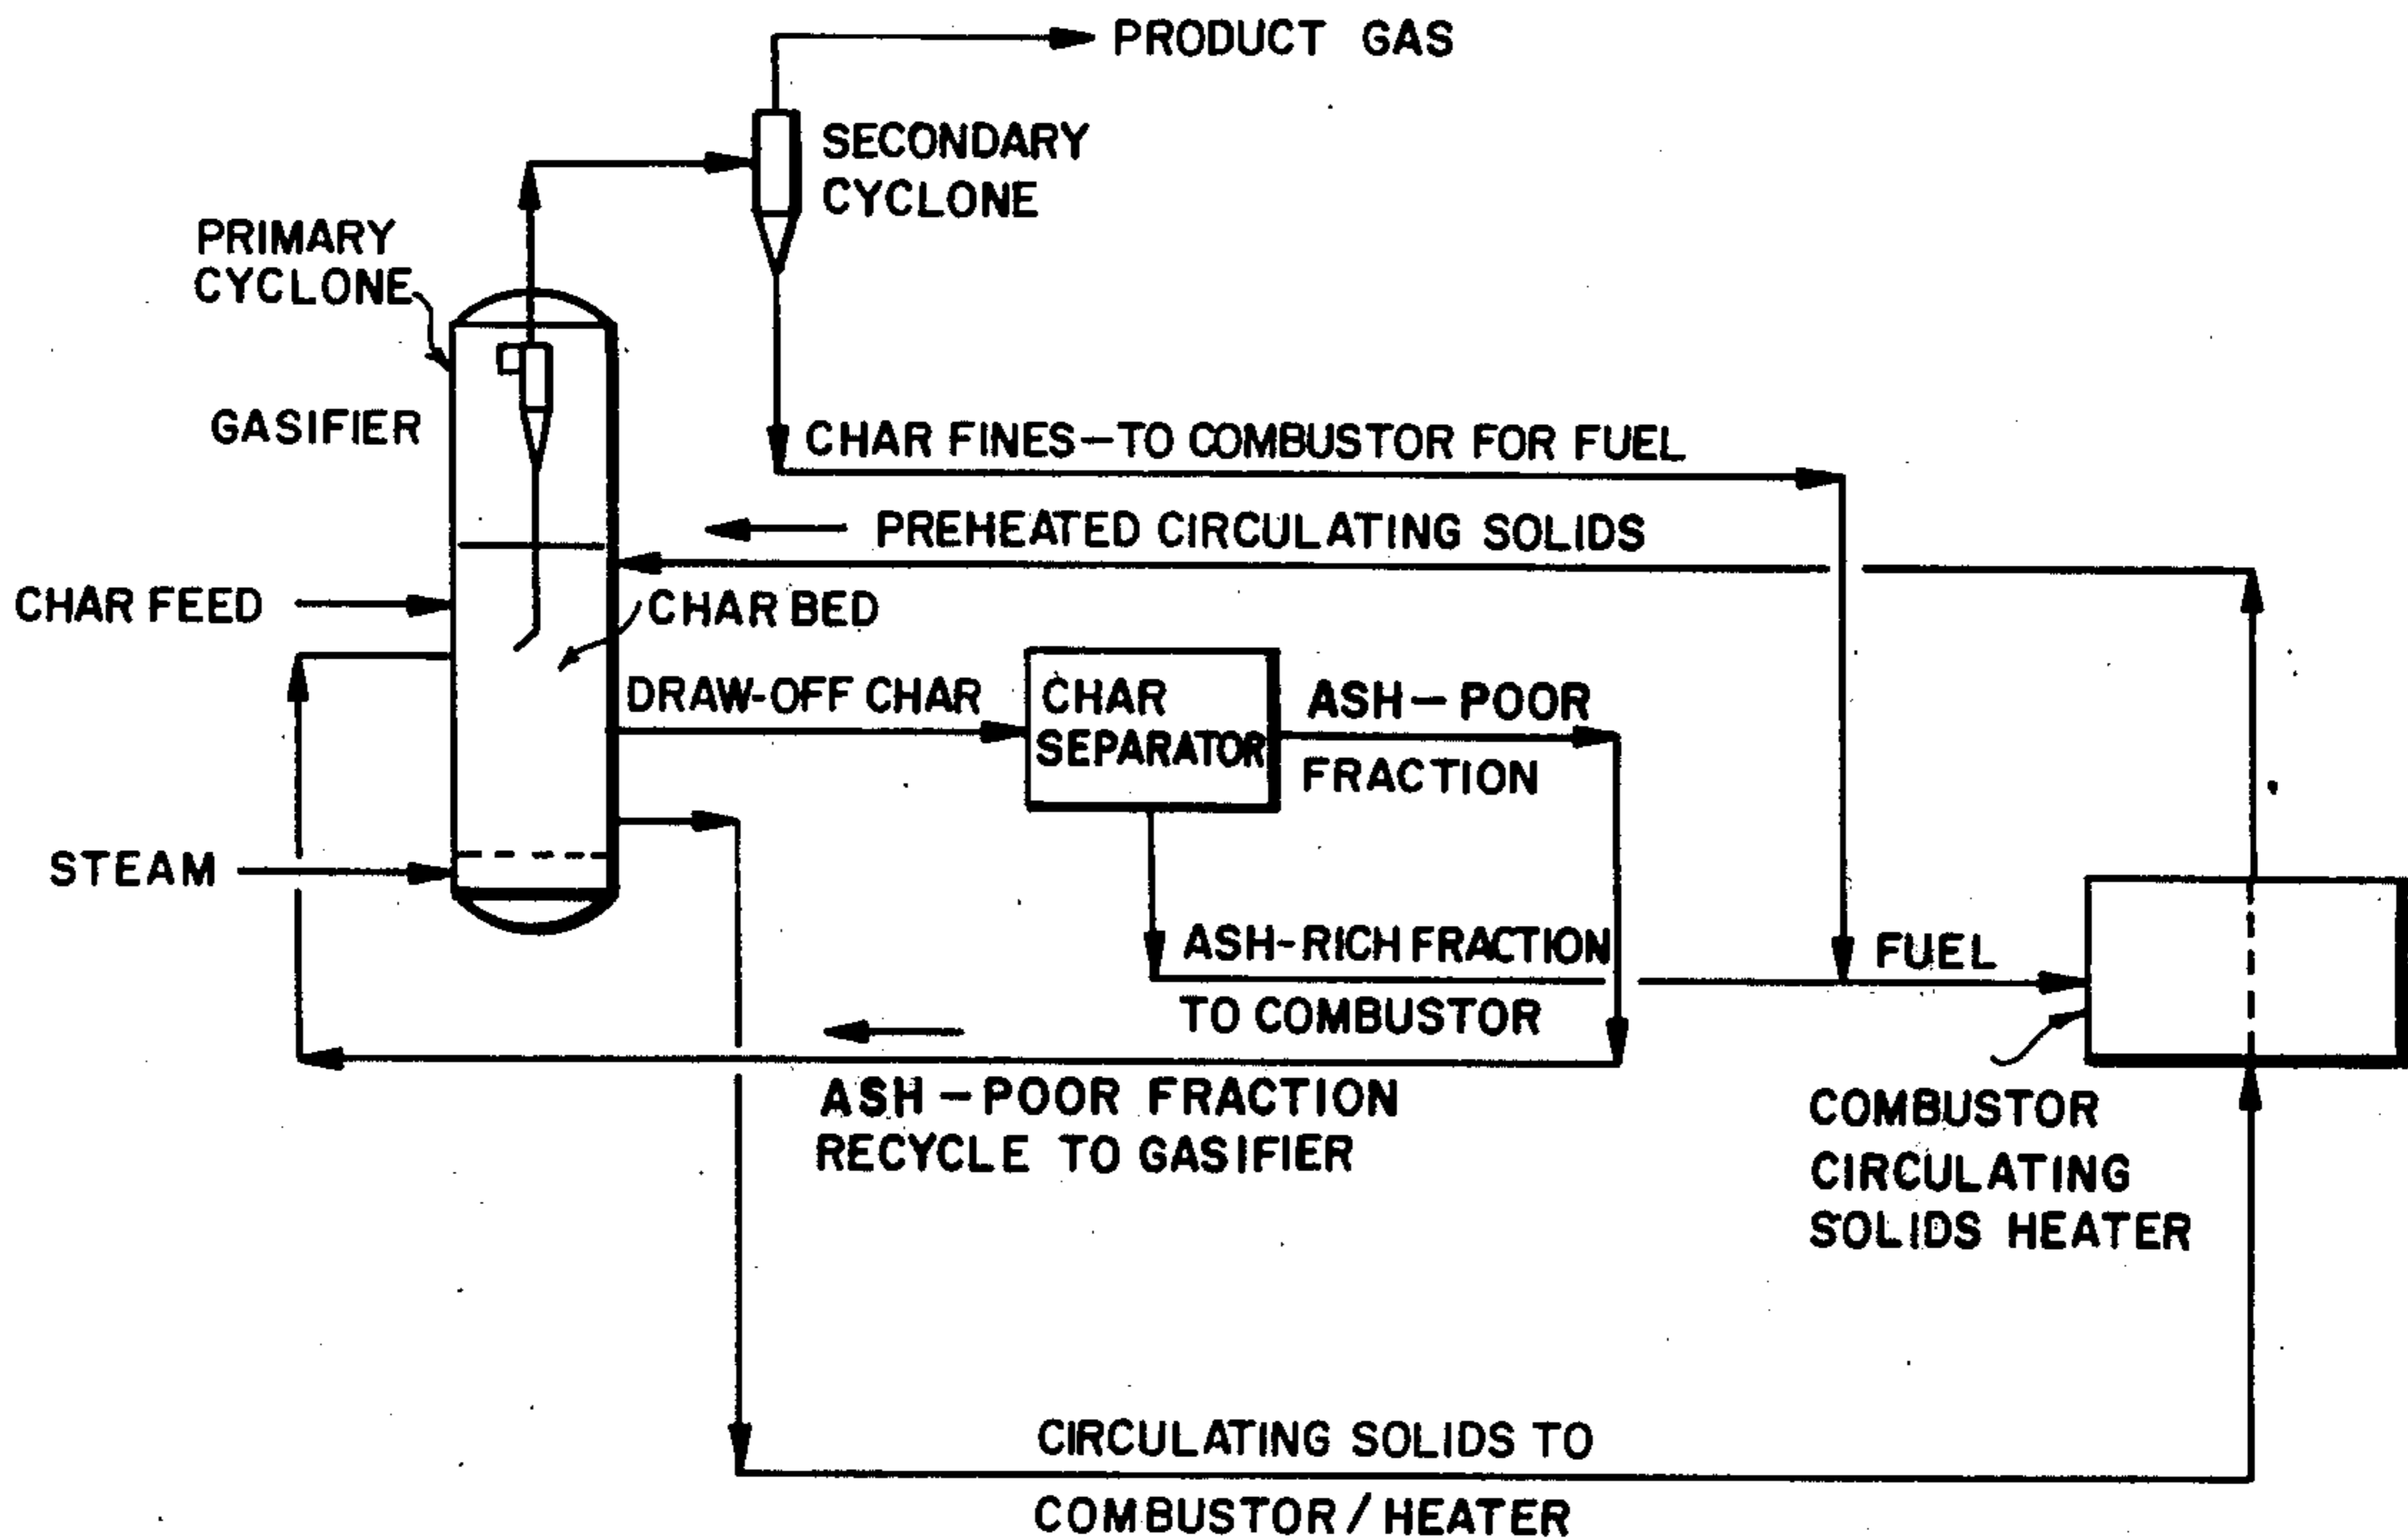 PRODUCT GAS
SECONDARY
CYCLONE
PRIMARY
CYCLONE
GASIFIER
CHAR FINES—TO COMBUSTOR FOR FUEL
PREHEATED CIRCULATING SOLIDS
CHAR FEED
CHAR BED
DRAW-OFF CHAR
CHAR
SEPARATOR
ASH—POOR
FRACTION
STEAM
ASH-RICH FRACTION
TO COMBUSTOR
FUEL
ASH—POOR FRACTION
RECYCLE TO GASIFIER
COMBUSTOR
CIRCULATING
SOLIDS HEATER
CIRCULATING SOLIDS TO
COMBUSTOR/HEATER